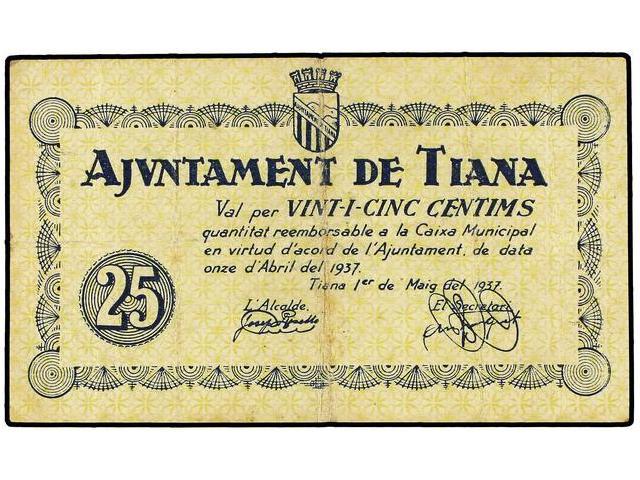 AJVNTAMENT DE TIANA
Val per VINT-I-CINC CENTIMS
quantitat reemborsable a la Caixa Municipal
en virtud d'acord de l'Ajuntament, de data
onze d'Abril del 1937.
Tiana 1er de Maig del 1937.
L'Alcalde,
El Secretari
25